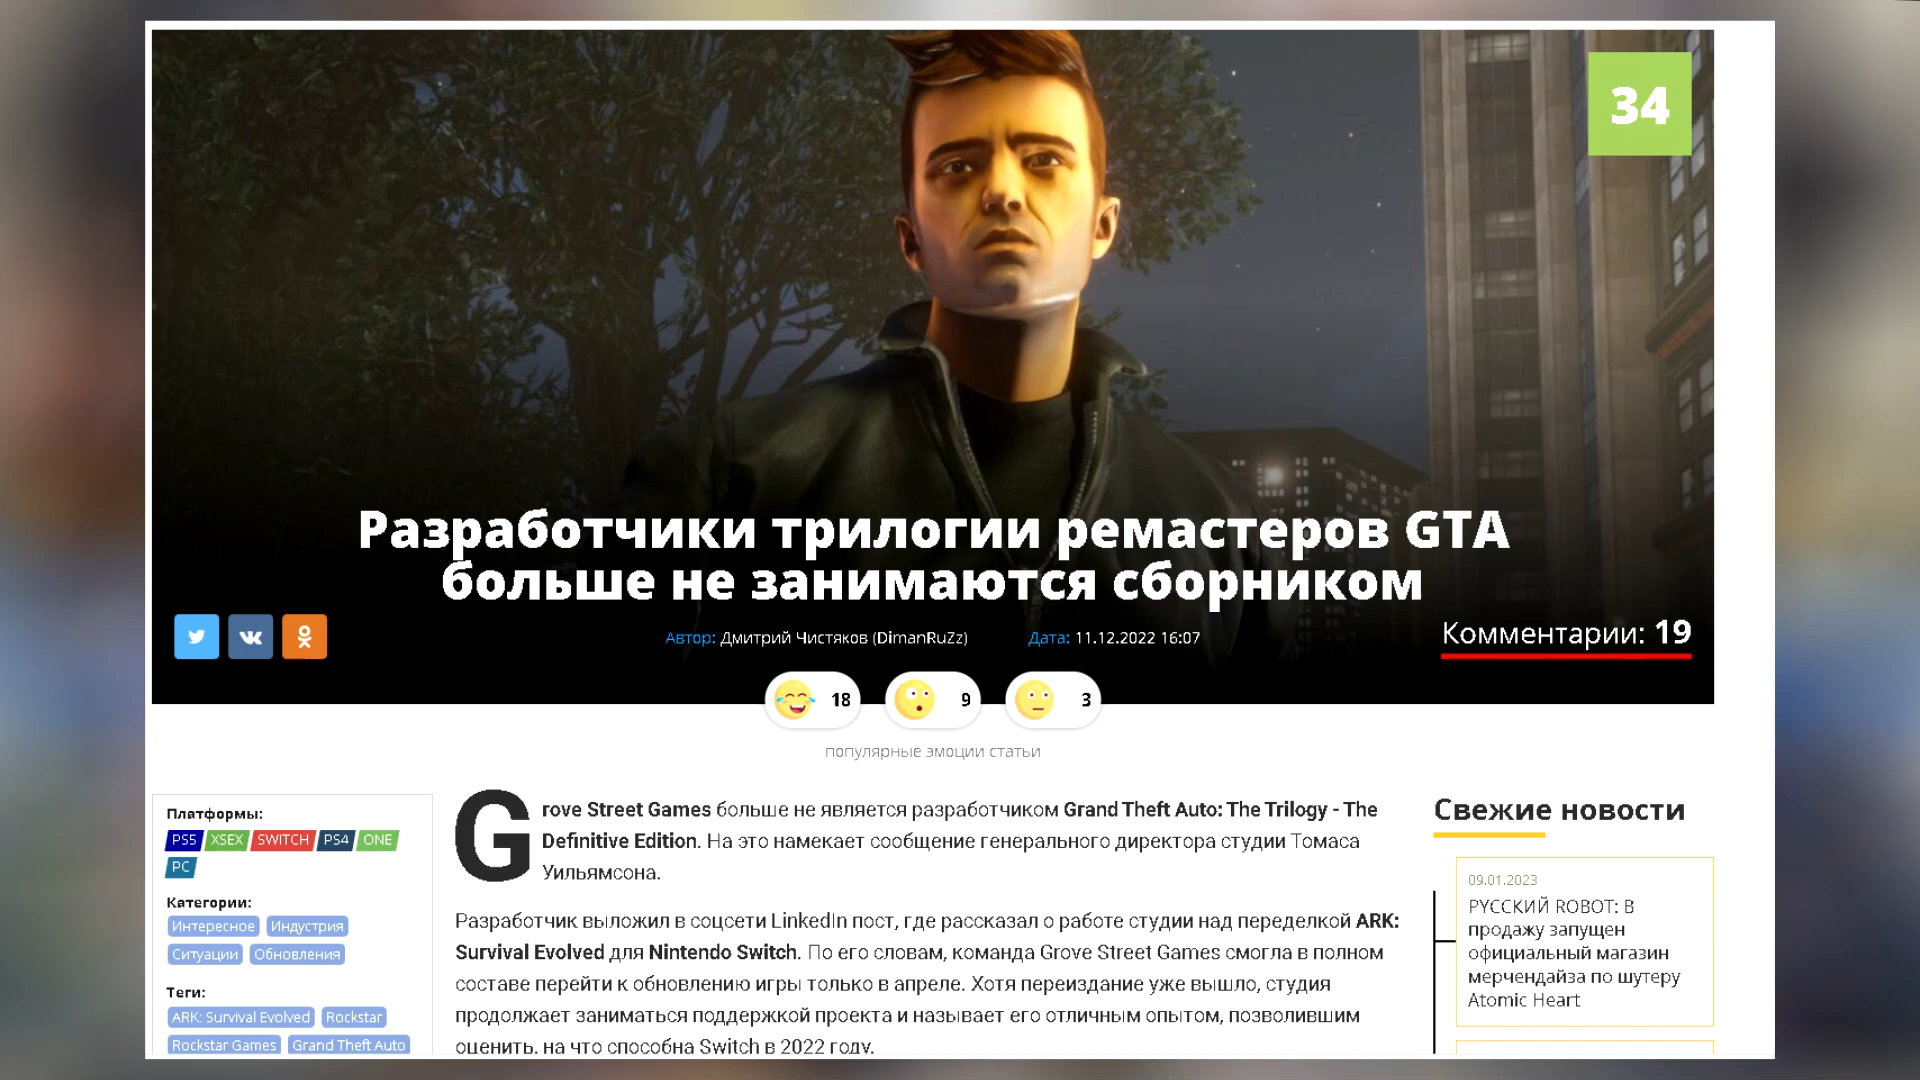 34
Разработчики трилогии ремастеров GTA
больше не занимаются сборником
Автор: Дмитрий Чистяков (DimanRuZz) Дата: 11.12.2022 16:07
Комментарии: 19
18 9 3
популярные эмоции статьи
Платформы:
PS5 XSEX SWITCH PS4 ONE
PC
Категории:
Интересное Индустрия
Ситуации Обновления
Теги:
ARK: Survival Evolved Rockstar
Rockstar Games Grand Theft Auto
Grove Street Games больше не является разработчиком Grand Theft Auto: The Trilogy - The
Definitive Edition. На это намекает сообщение генерального директора студии Томаса
Уильямсона.
Разработчик выложил в соцсети LinkedIn пост, где рассказал о работе студии над переделкой ARK:
Survival Evolved для Nintendo Switch. По его словам, команда Grove Street Games смогла в полном
составе перейти к обновлению игры только в апреле. Хотя переиздание уже вышло, студия
продолжает заниматься поддержкой проекта и называет его отличным опытом, позволившим
оценить, на что способна Switch в 2022 году.
Свежие новости
09.01.2023
РУССКИЙ ROBOT: В
продажу запущен
официальный магазин
мерчендайза по шутеру
Atomic Heart